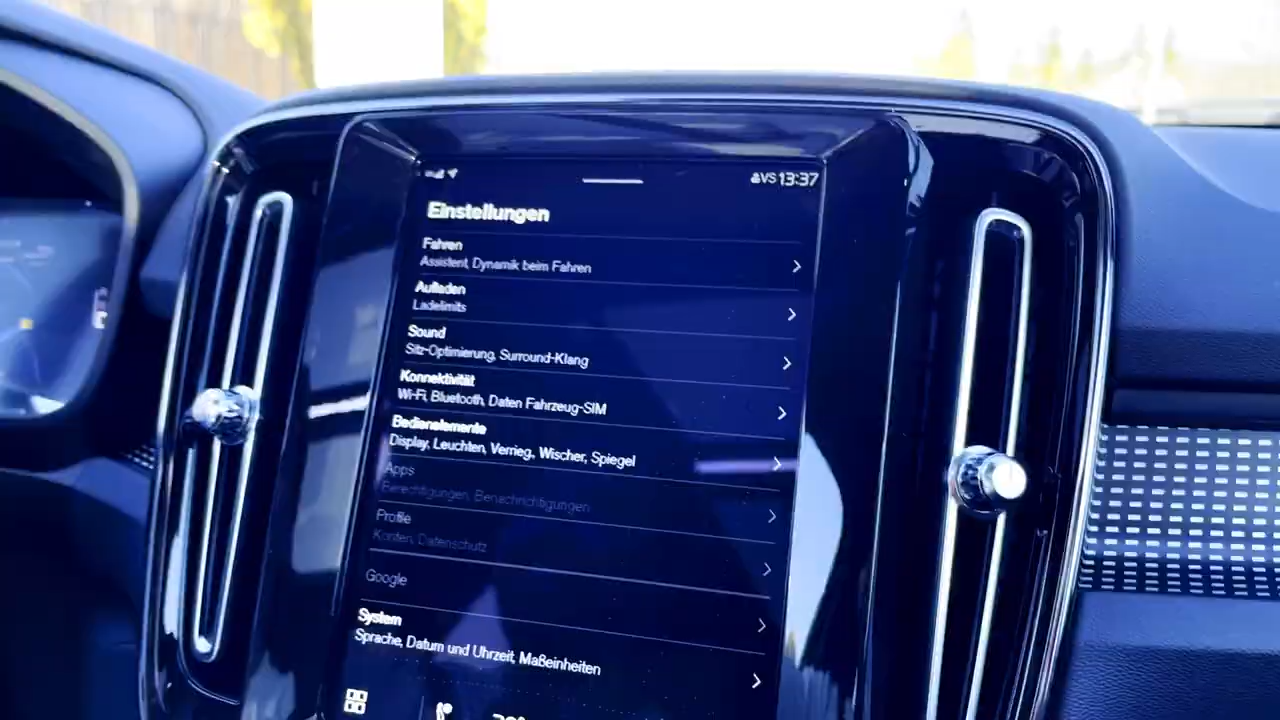 VS 13:37
Einstellungen
Fahren
Assistent, Dynamik beim Fahren
Aufladen
Ladelimits
Sound
Sitz-Optimierung, Surround-Klang
Konnektivität
Wi-Fi, Bluetooth, Daten Fahrzeug-SIM
Bedienelemente
Display, Leuchten, Verrieg., Wischer, Spiegel
Apps
Berechtigungen, Benachrichtigungen
Profile
Konten, Datenschutz
Google
System
Sprache, Datum und Uhrzeit, Maßeinheiten